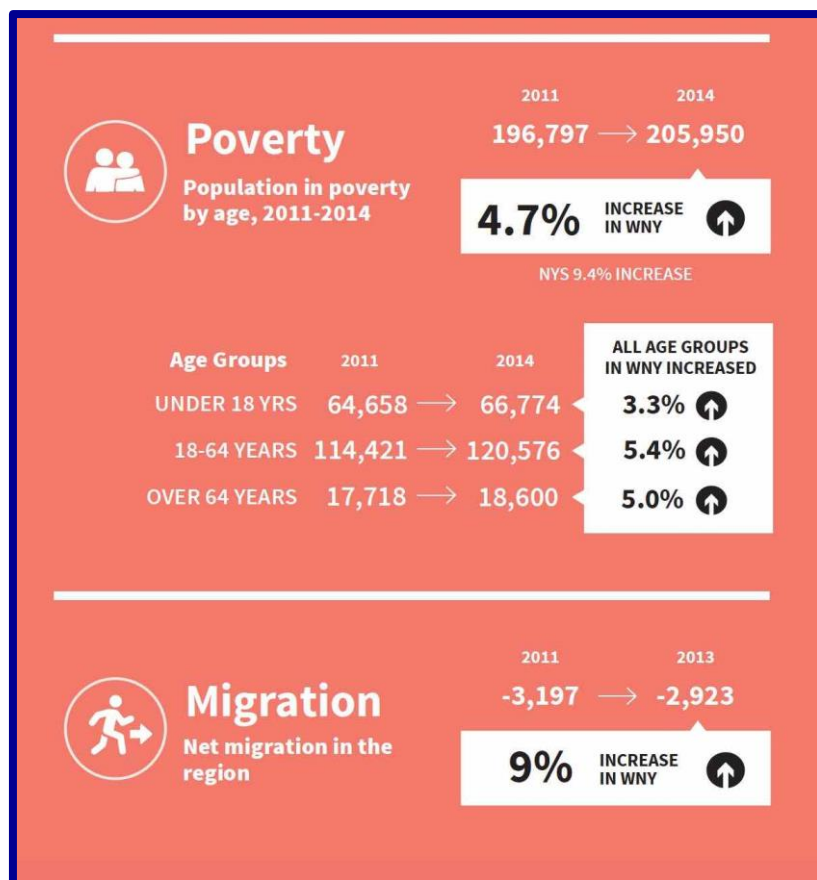 2011 2014
Poverty 196,797 → 205,950
Population in poverty
by age, 2011-2014
4.7% INCREASE
IN WNY
NYS 9.4% INCREASE
ALL AGE GROUPS
IN WNY INCREASED
Age Groups 2011 2014
UNDER 18 YRS 64,658 → 66,774 3.3%
18-64 YEARS 114,421 → 120,576 5.4%
OVER 64 YEARS 17,718 → 18,600 5.0%
2011 2013
Migration -3,197 → -2,923
Net migration in the
region
9% INCREASE
IN WNY